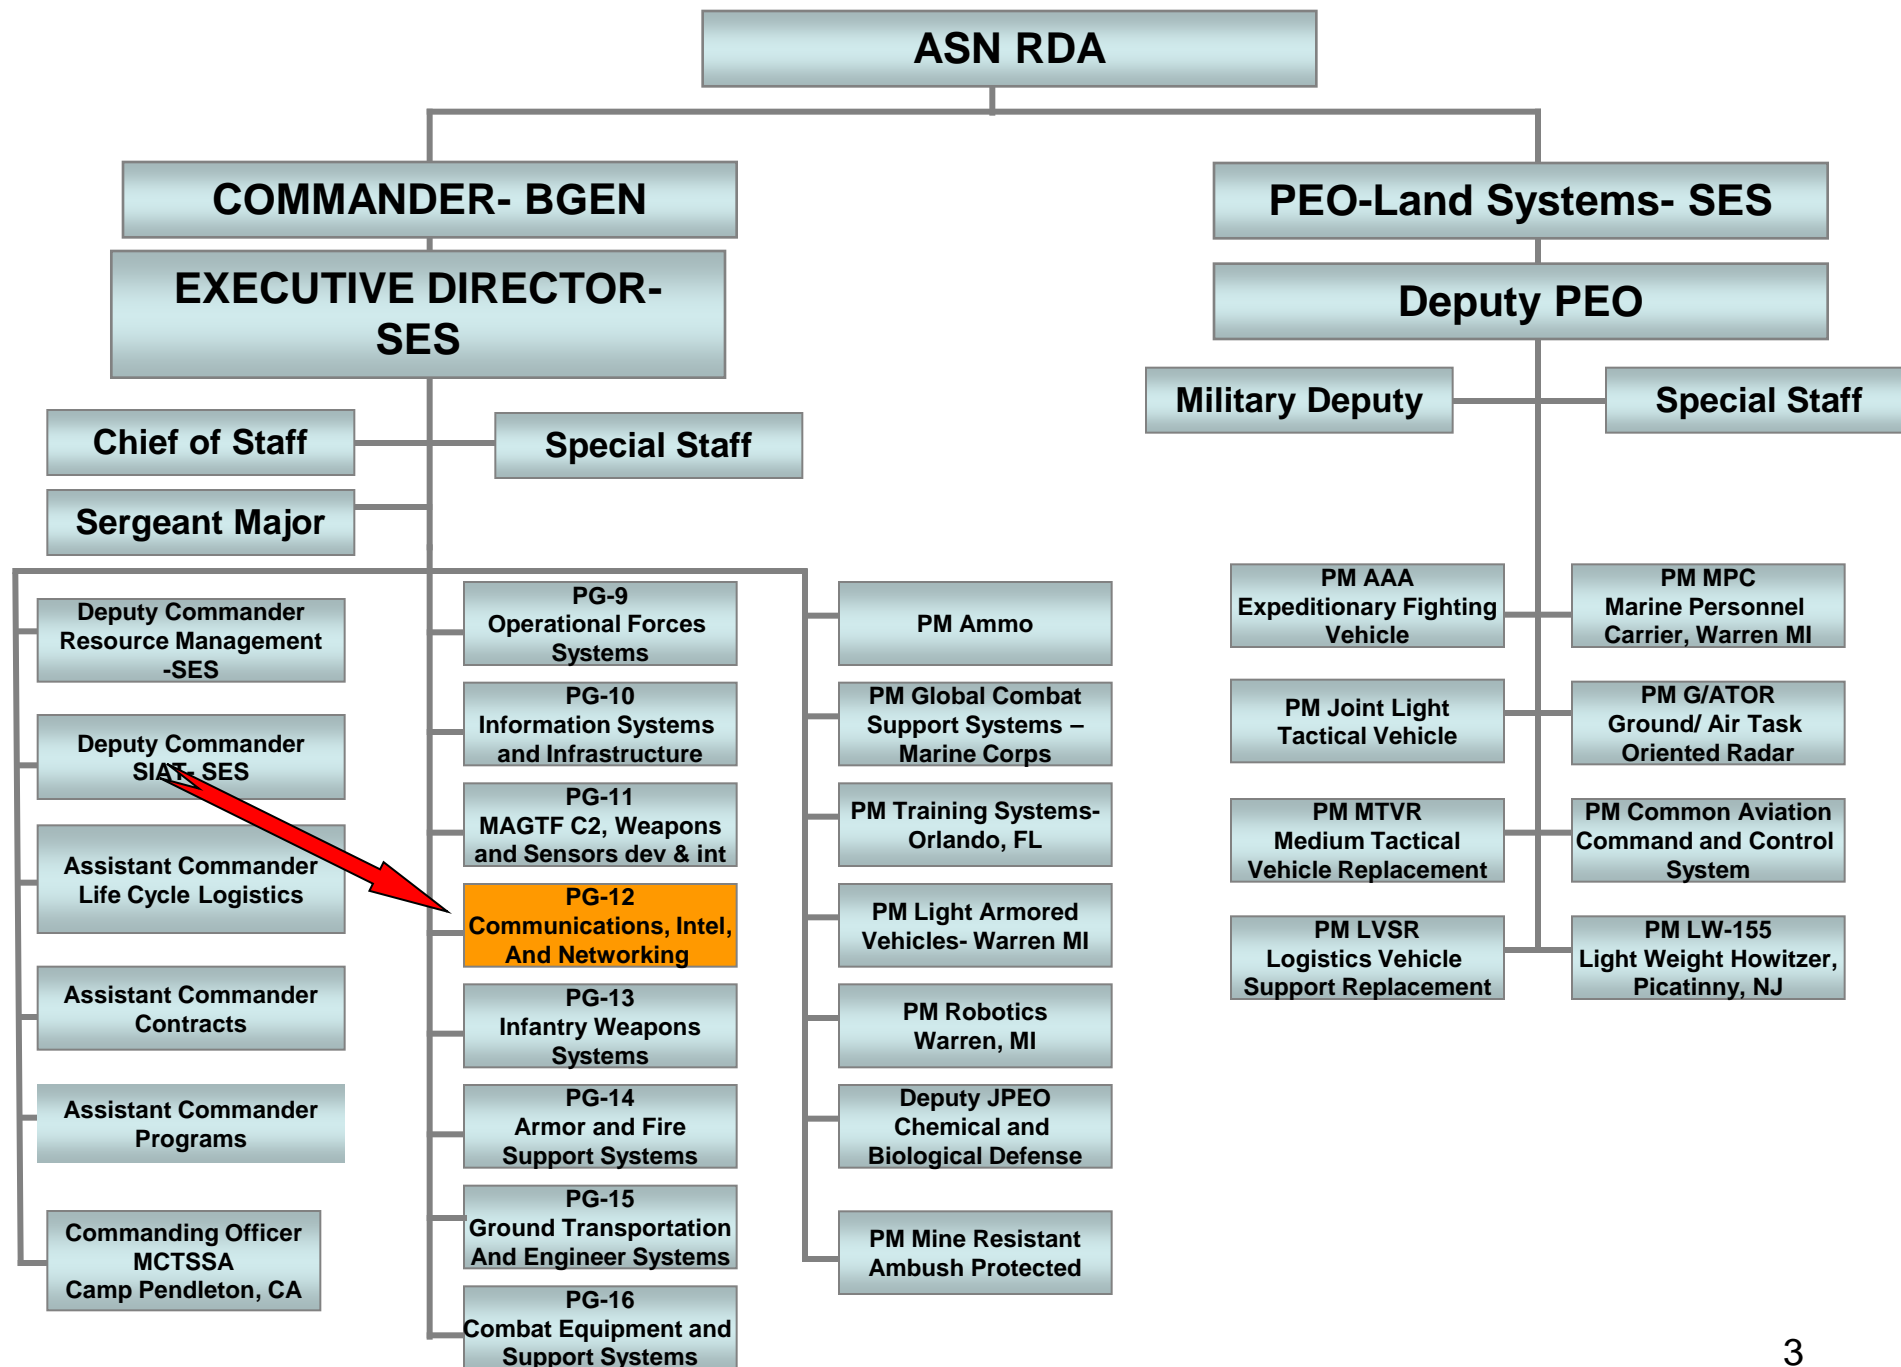 ASN RDA
COMMANDER- BGEN
EXECUTIVE DIRECTOR-
SES
Chief of Staff
Special Staff
Sergeant Major
Deputy Commander
Resource Management
-SES
Deputy Commander
SIAT- SES
Assistant Commander
Life Cycle Logistics
Assistant Commander
Contracts
Assistant Commander
Programs
Commanding Officer
MCTSSA
Camp Pendleton, CA
PG-9
Operational Forces
Systems
PG-10
Information Systems
and Infrastructure
PG-11
MAGTF C2, Weapons
and Sensors dev & int
PG-12
Communications, Intel,
And Networking
PG-13
Infantry Weapons
Systems
PG-14
Armor and Fire
Support Systems
PG-15
Ground Transportation
And Engineer Systems
PG-16
Combat Equipment and
Support Systems
PM Ammo
PM Global Combat
Support Systems –
Marine Corps
PM Training Systems-
Orlando, FL
PM Light Armored
Vehicles- Warren MI
PM Robotics
Warren, MI
Deputy JPEO
Chemical and
Biological Defense
PM Mine Resistant
Ambush Protected
PEO-Land Systems- SES
Deputy PEO
Military Deputy
Special Staff
PM AAA
Expeditionary Fighting
Vehicle
PM Joint Light
Tactical Vehicle
PM MTVR
Medium Tactical
Vehicle Replacement
PM LVSR
Logistics Vehicle
Support Replacement
PM MPC
Marine Personnel
Carrier, Warren MI
PM G/ATOR
Ground/ Air Task
Oriented Radar
PM Common Aviation
Command and Control
System
PM LW-155
Light Weight Howitzer,
Picatinny, NJ
3